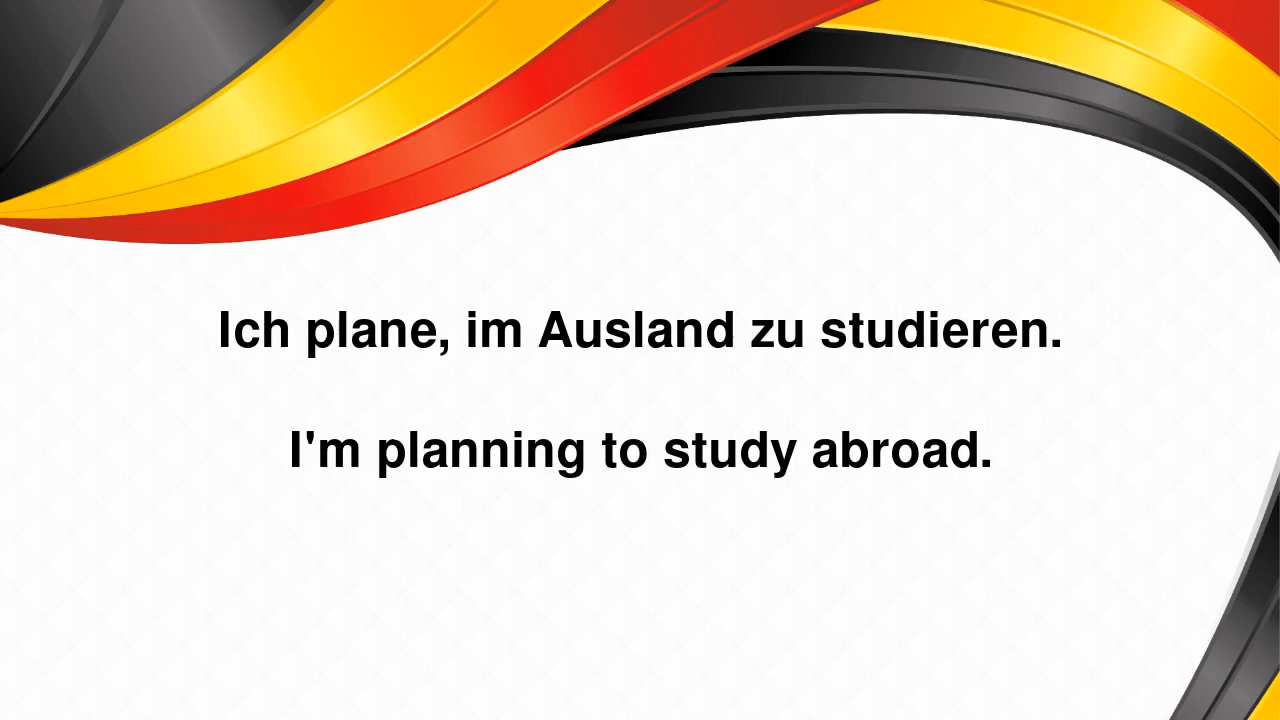 Ich plane, im Ausland zu studieren.
I'm planning to study abroad.